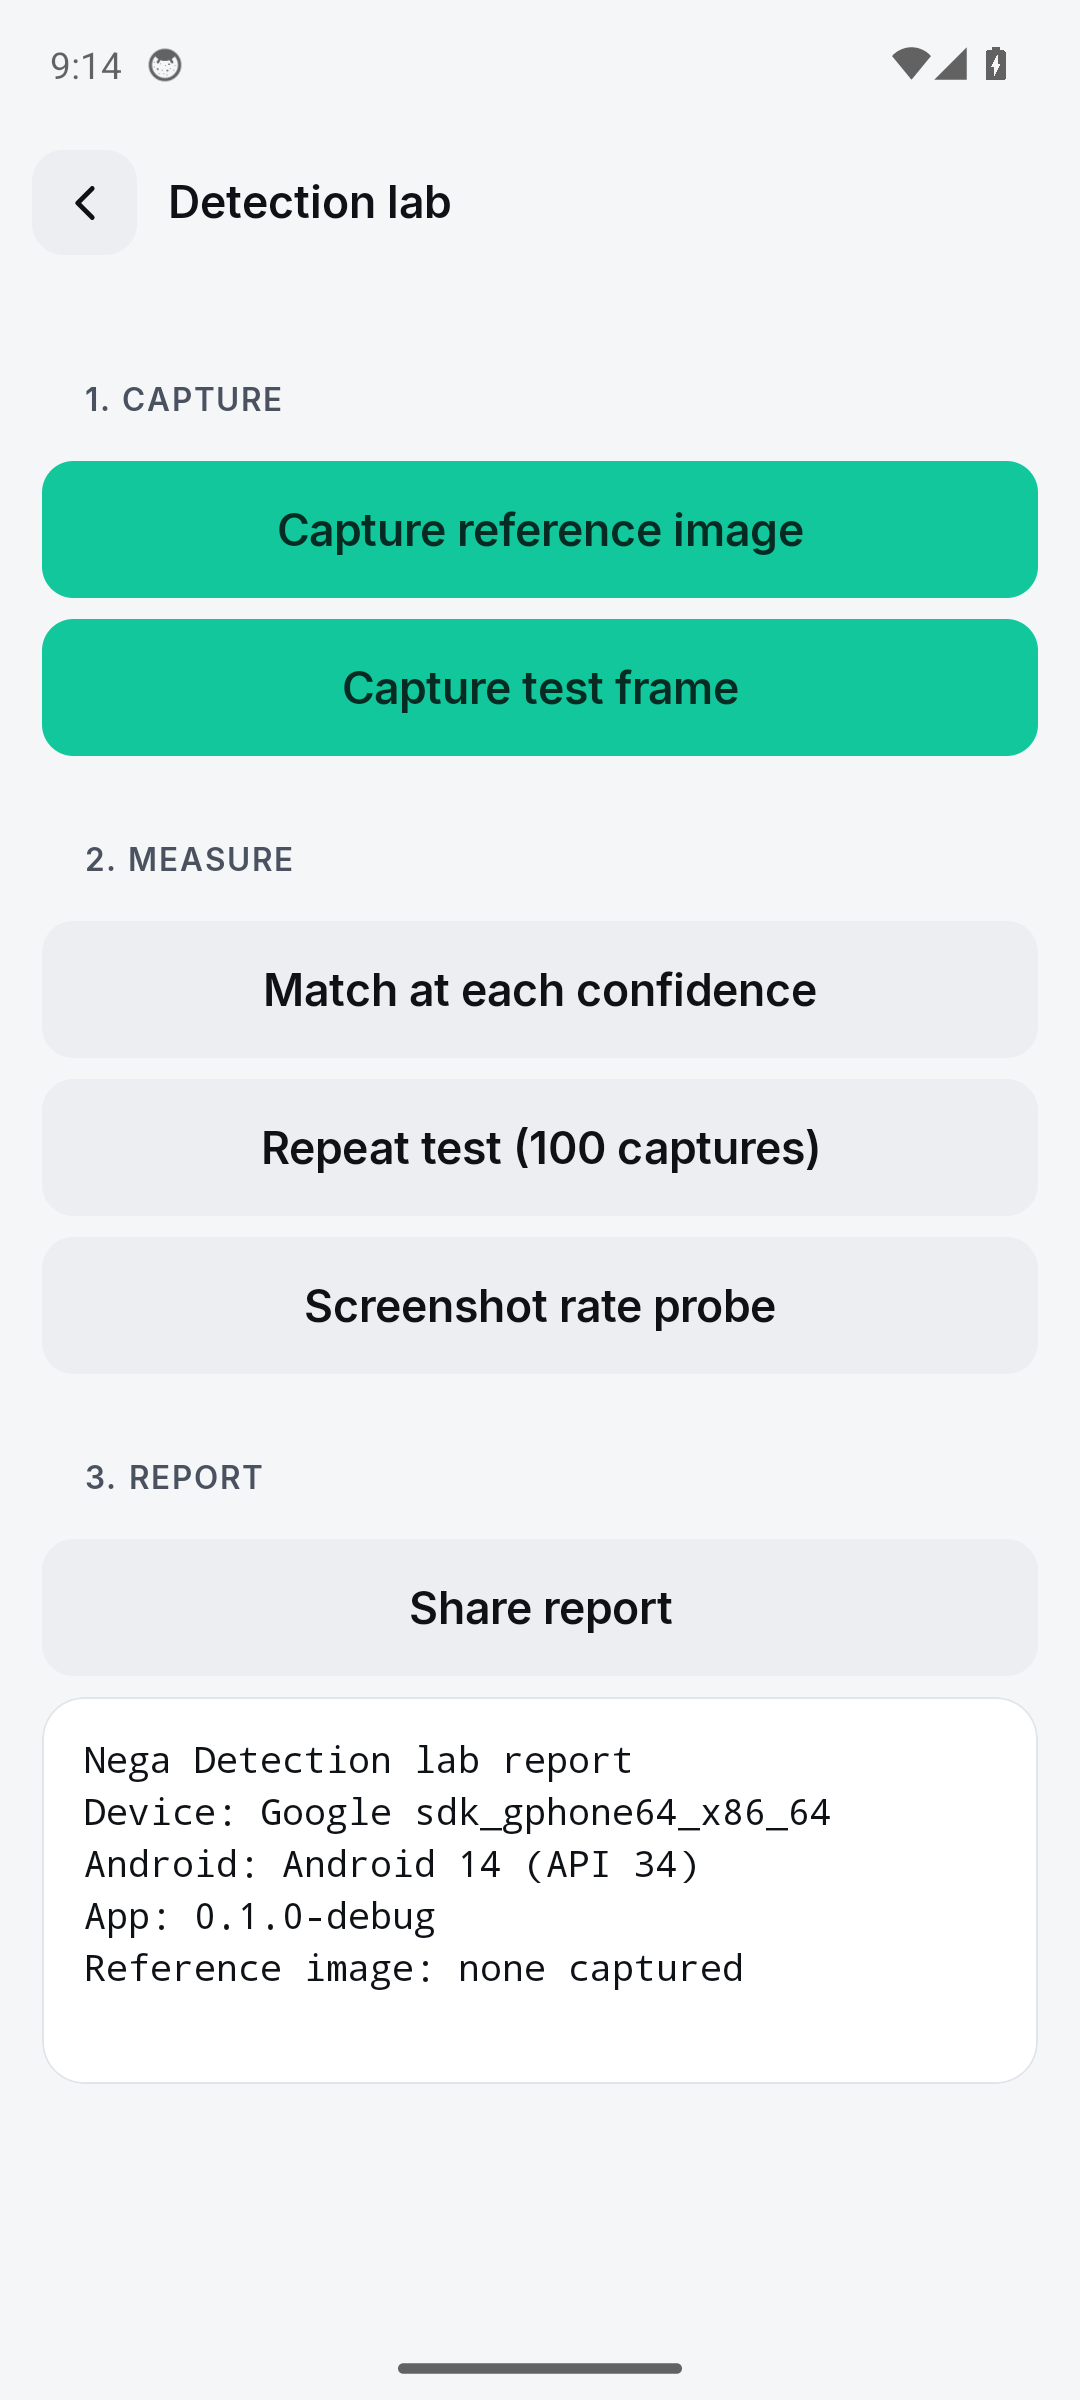 9:14
Detection lab
1. CAPTURE
Capture reference image
Capture test frame
2. MEASURE
Match at each confidence
Repeat test (100 captures)
Screenshot rate probe
3. REPORT
Share report
Nega Detection lab report
Device: Google sdk_gphone64_x86_64
Android: Android 14 (API 34)
App: 0.1.0-debug
Reference image: none captured